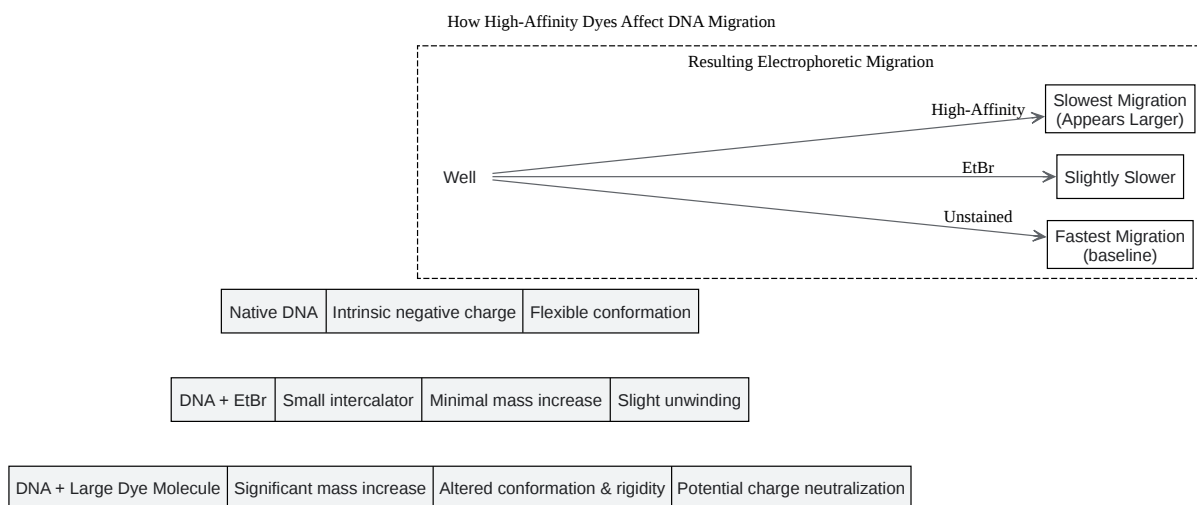 How High-Affinity Dyes Affect DNA Migration
Resulting Electrophoretic Migration
High-Affinity
Slowest Migration
(Appears Larger)
Well
EtBr
Slightly Slower
Unstained
Fastest Migration
(baseline)
Native DNA
Intrinsic negative charge
Flexible conformation
DNA + EtBr
Small intercalator
Minimal mass increase
Slight unwinding
DNA + Large Dye Molecule
Significant mass increase
Altered conformation & rigidity
Potential charge neutralization